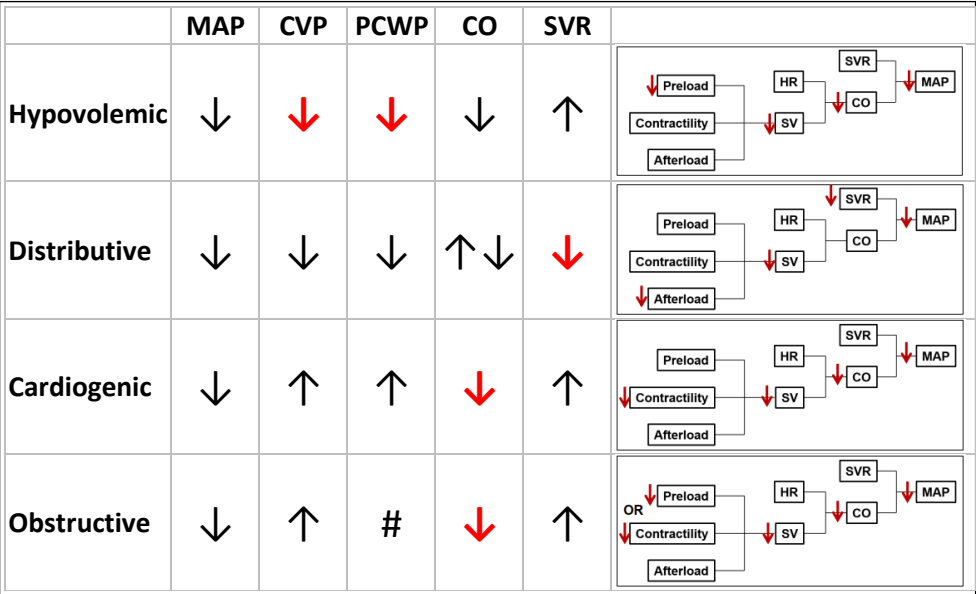 MAP CVP PCWP CO SVR
Hypovolemic ↓ ↓ ↓ ↓ ↑
SVR
↓ Preload HR ↓ MAP
↓ CO
Contractility ↓ SV
Afterload
Distributive ↓ ↓ ↓ ↑↓ ↓
↓ SVR
Preload HR ↓ MAP
CO
Contractility ↓ SV
↓ Afterload
Cardiogenic ↓ ↑ ↑ ↓ ↑
SVR
Preload HR ↓ MAP
↓ CO
↓ Contractility ↓ SV
Afterload
Obstructive ↓ ↑ # ↓ ↑
SVR
↓ Preload HR ↓ MAP
OR ↓ CO
↓ Contractility ↓ SV
Afterload